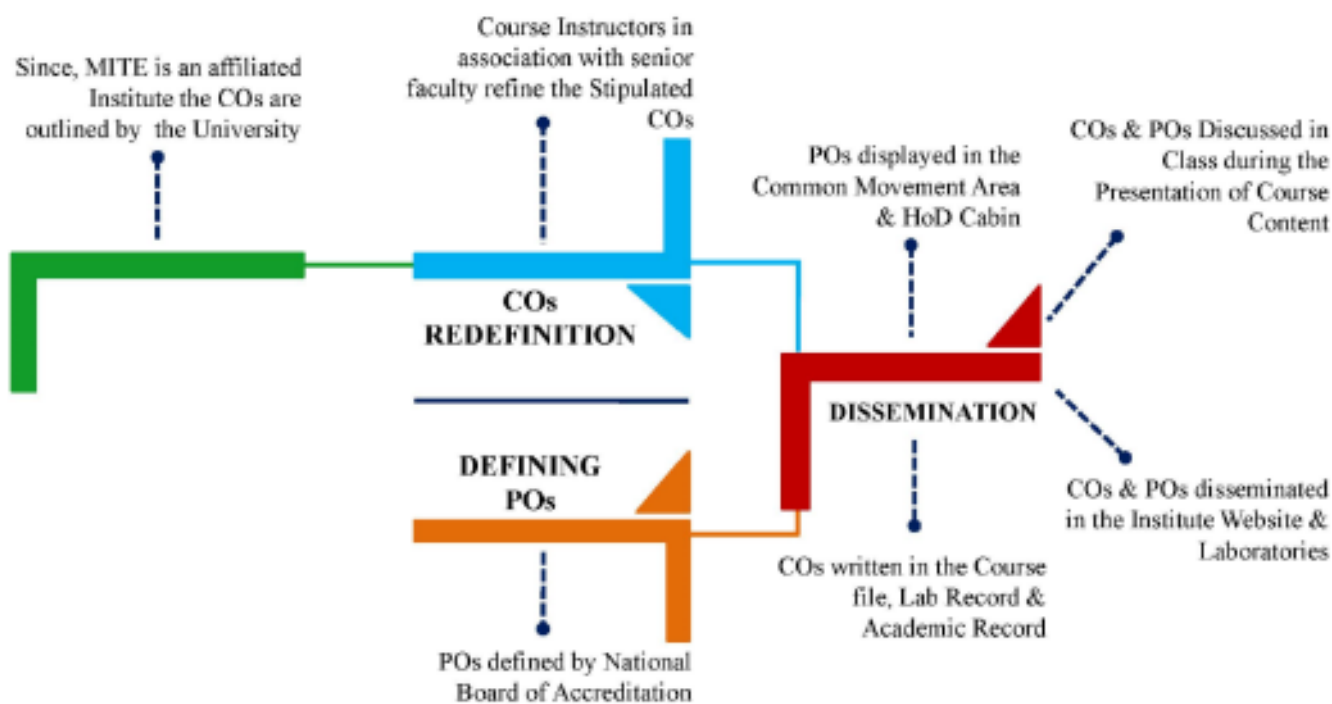 Since, MITE is an affiliated
Institute the COs are
outlined by the University
Course Instructors in
association with senior
faculty refine the Stipulated
COs
COs
REDEFINITION
DEFINING
POs
POs defined by National
Board of Accreditation
POs displayed in the
Common Movement Area
& HoD Cabin
COs & POs Discussed in
Class during the
Presentation of Course
Content
DISSEMINATION
COs written in the Course
file, Lab Record &
Academic Record
COs & POs disseminated
in the Institute Website &
Laboratories